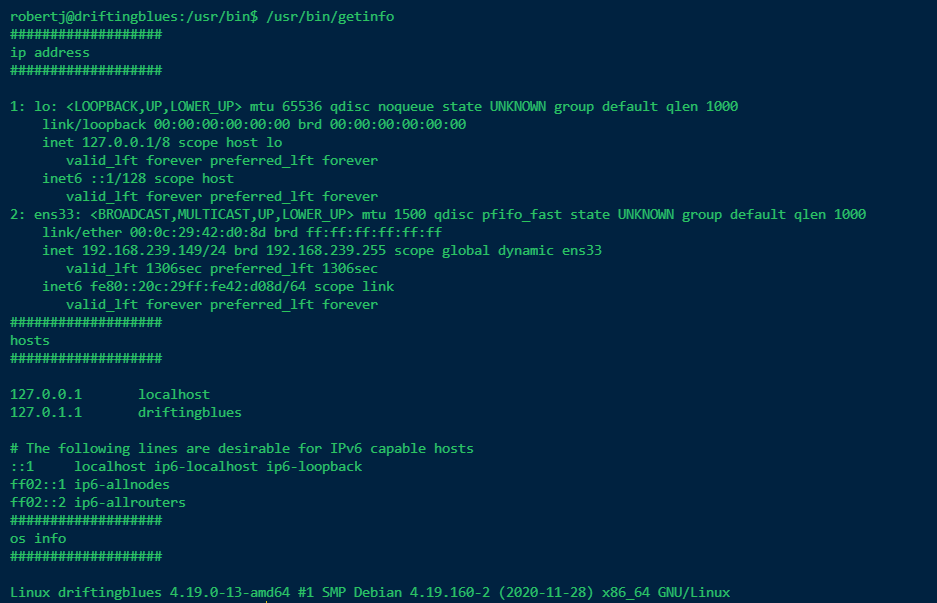 robertj@driftingblues:/usr/bin$ /usr/bin/getinfo
###################
ip address
###################
1: lo: <LOOPBACK,UP,LOWER_UP> mtu 65536 qdisc noqueue state UNKNOWN group default qlen 1000
link/loopback 00:00:00:00:00:00 brd 00:00:00:00:00:00
inet 127.0.0.1/8 scope host lo
valid_lft forever preferred_lft forever
inet6 ::1/128 scope host
valid_lft forever preferred_lft forever
2: ens33: <BROADCAST,MULTICAST,UP,LOWER_UP> mtu 1500 qdisc pfifo_fast state UNKNOWN group default qlen 1000
link/ether 00:0c:29:42:d0:8d brd ff:ff:ff:ff:ff:ff
inet 192.168.239.149/24 brd 192.168.239.255 scope global dynamic ens33
valid_lft 1306sec preferred_lft 1306sec
inet6 fe80::20c:29ff:fe42:d08d/64 scope link
valid_lft forever preferred_lft forever
###################
hosts
###################
127.0.0.1       localhost
127.0.1.1       driftingblues
# The following lines are desirable for IPv6 capable hosts
::1     localhost ip6-localhost ip6-loopback
ff02::1 ip6-allnodes
ff02::2 ip6-allrouters
###################
os info
###################
Linux driftingblues 4.19.0-13-amd64 #1 SMP Debian 4.19.160-2 (2020-11-28) x86_64 GNU/Linux